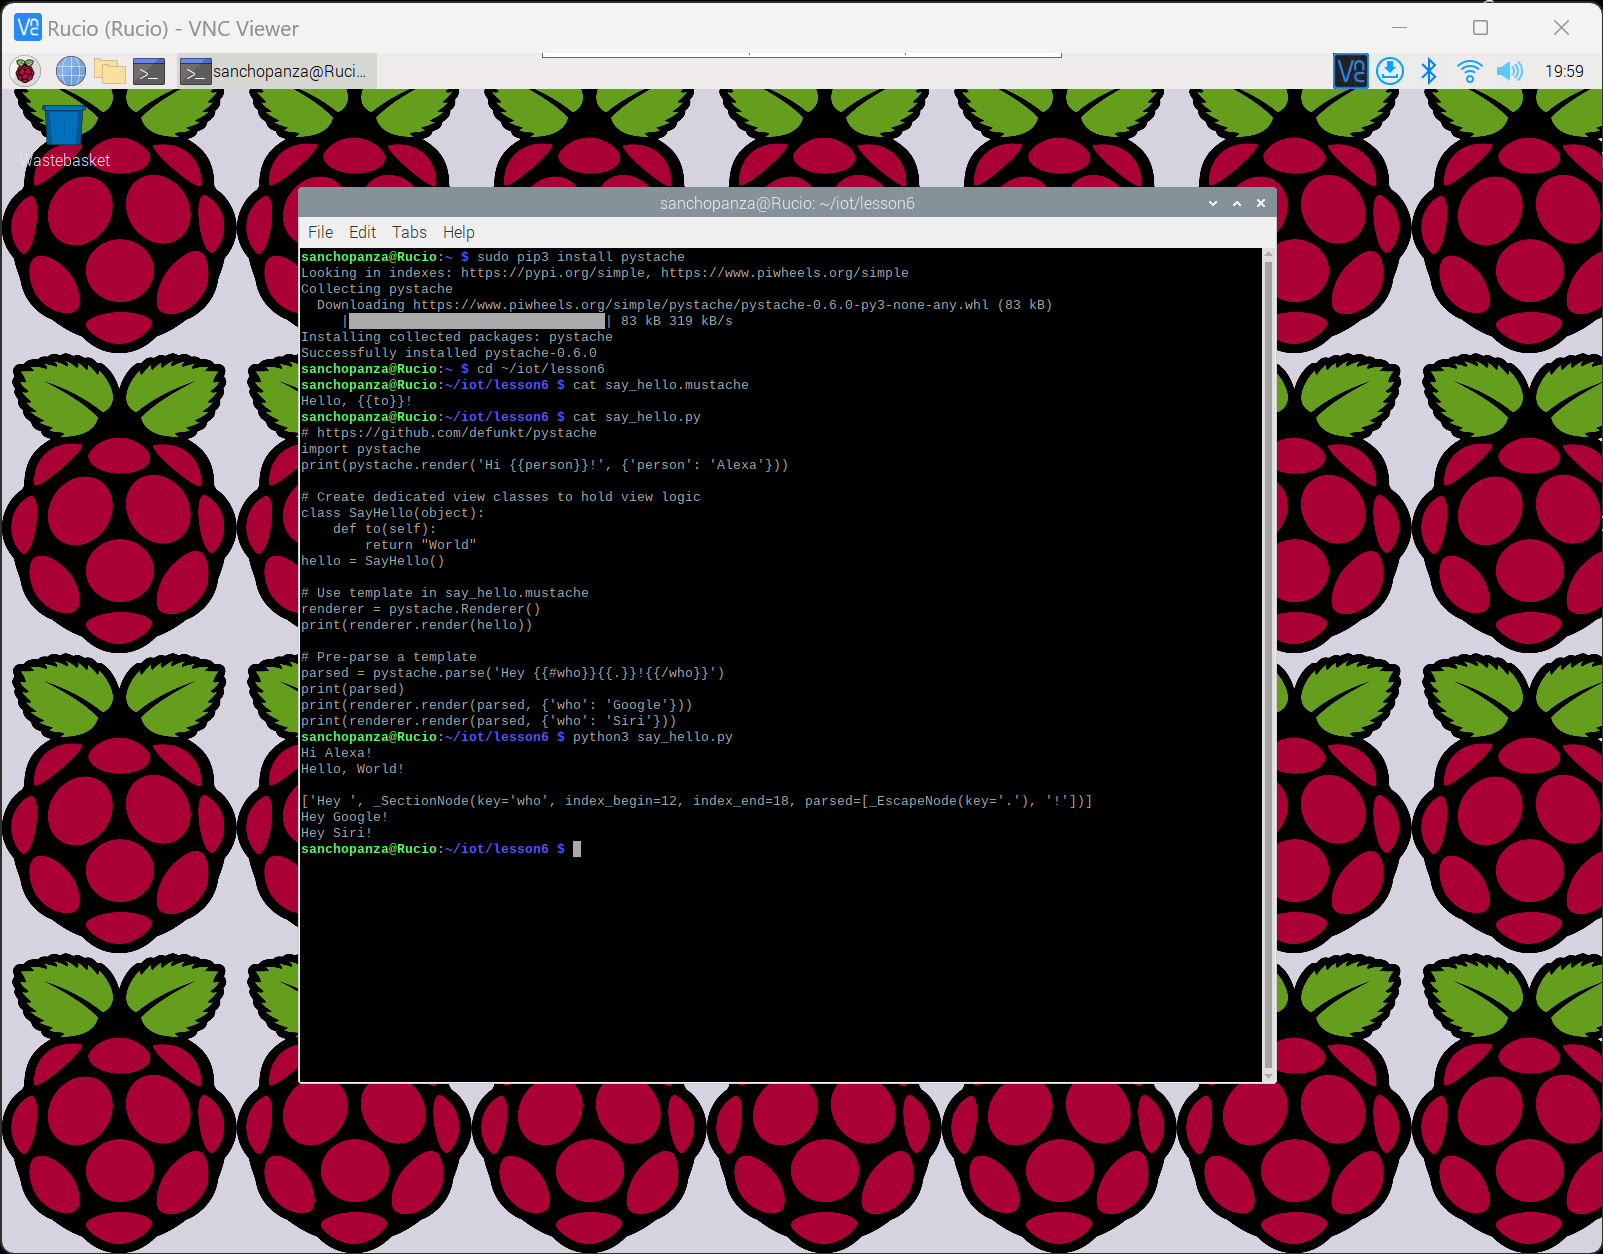 Rucio (Rucio) - VNC Viewer
sanchopanza@Ruci...
19:59
Wastebasket
sanchopanza@Rucio: ~/iot/lesson6
File Edit Tabs Help
sanchopanza@Rucio:~ $ sudo pip3 install pystache
Looking in indexes: https://pypi.org/simple, https://www.piwheels.org/simple
Collecting pystache
  Downloading https://www.piwheels.org/simple/pystache/pystache-0.6.0-py3-none-any.whl (83 kB)
     |████████████████████████████████| 83 kB 319 kB/s
Installing collected packages: pystache
Successfully installed pystache-0.6.0
sanchopanza@Rucio:~ $ cd ~/iot/lesson6
sanchopanza@Rucio:~/iot/lesson6 $ cat say_hello.mustache
Hello, {{to}}!
sanchopanza@Rucio:~/iot/lesson6 $ cat say_hello.py
# https://github.com/defunkt/pystache
import pystache
print(pystache.render('Hi {{person}}!', {'person': 'Alexa'}))

# Create dedicated view classes to hold view logic
class SayHello(object):
    def to(self):
        return "World"
hello = SayHello()

# Use template in say_hello.mustache
renderer = pystache.Renderer()
print(renderer.render(hello))

# Pre-parse a template
parsed = pystache.parse('Hey {{#who}}{{.}}!{{/who}}')
print(parsed)
print(renderer.render(parsed, {'who': 'Google'}))
print(renderer.render(parsed, {'who': 'Siri'}))
sanchopanza@Rucio:~/iot/lesson6 $ python3 say_hello.py
Hi Alexa!
Hello, World!

['Hey ', _SectionNode(key='who', index_begin=12, index_end=18, parsed=[_EscapeNode(key='.'), '!'])]
Hey Google!
Hey Siri!
sanchopanza@Rucio:~/iot/lesson6 $